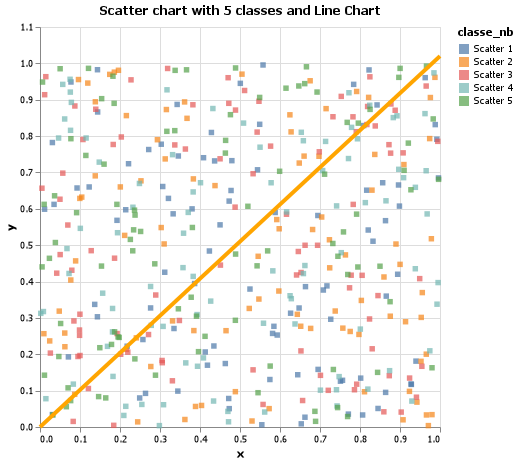 Scatter chart with 5 classes and Line Chart
classe_nb
Scatter 1
Scatter 2
Scatter 3
Scatter 4
Scatter 5
1.1
1.0
0.9
0.8
0.7
0.6
0.5
0.4
0.3
0.2
0.1
0.0
y
0.0 0.1 0.2 0.3 0.4 0.5 0.6 0.7 0.8 0.9 1.0
x